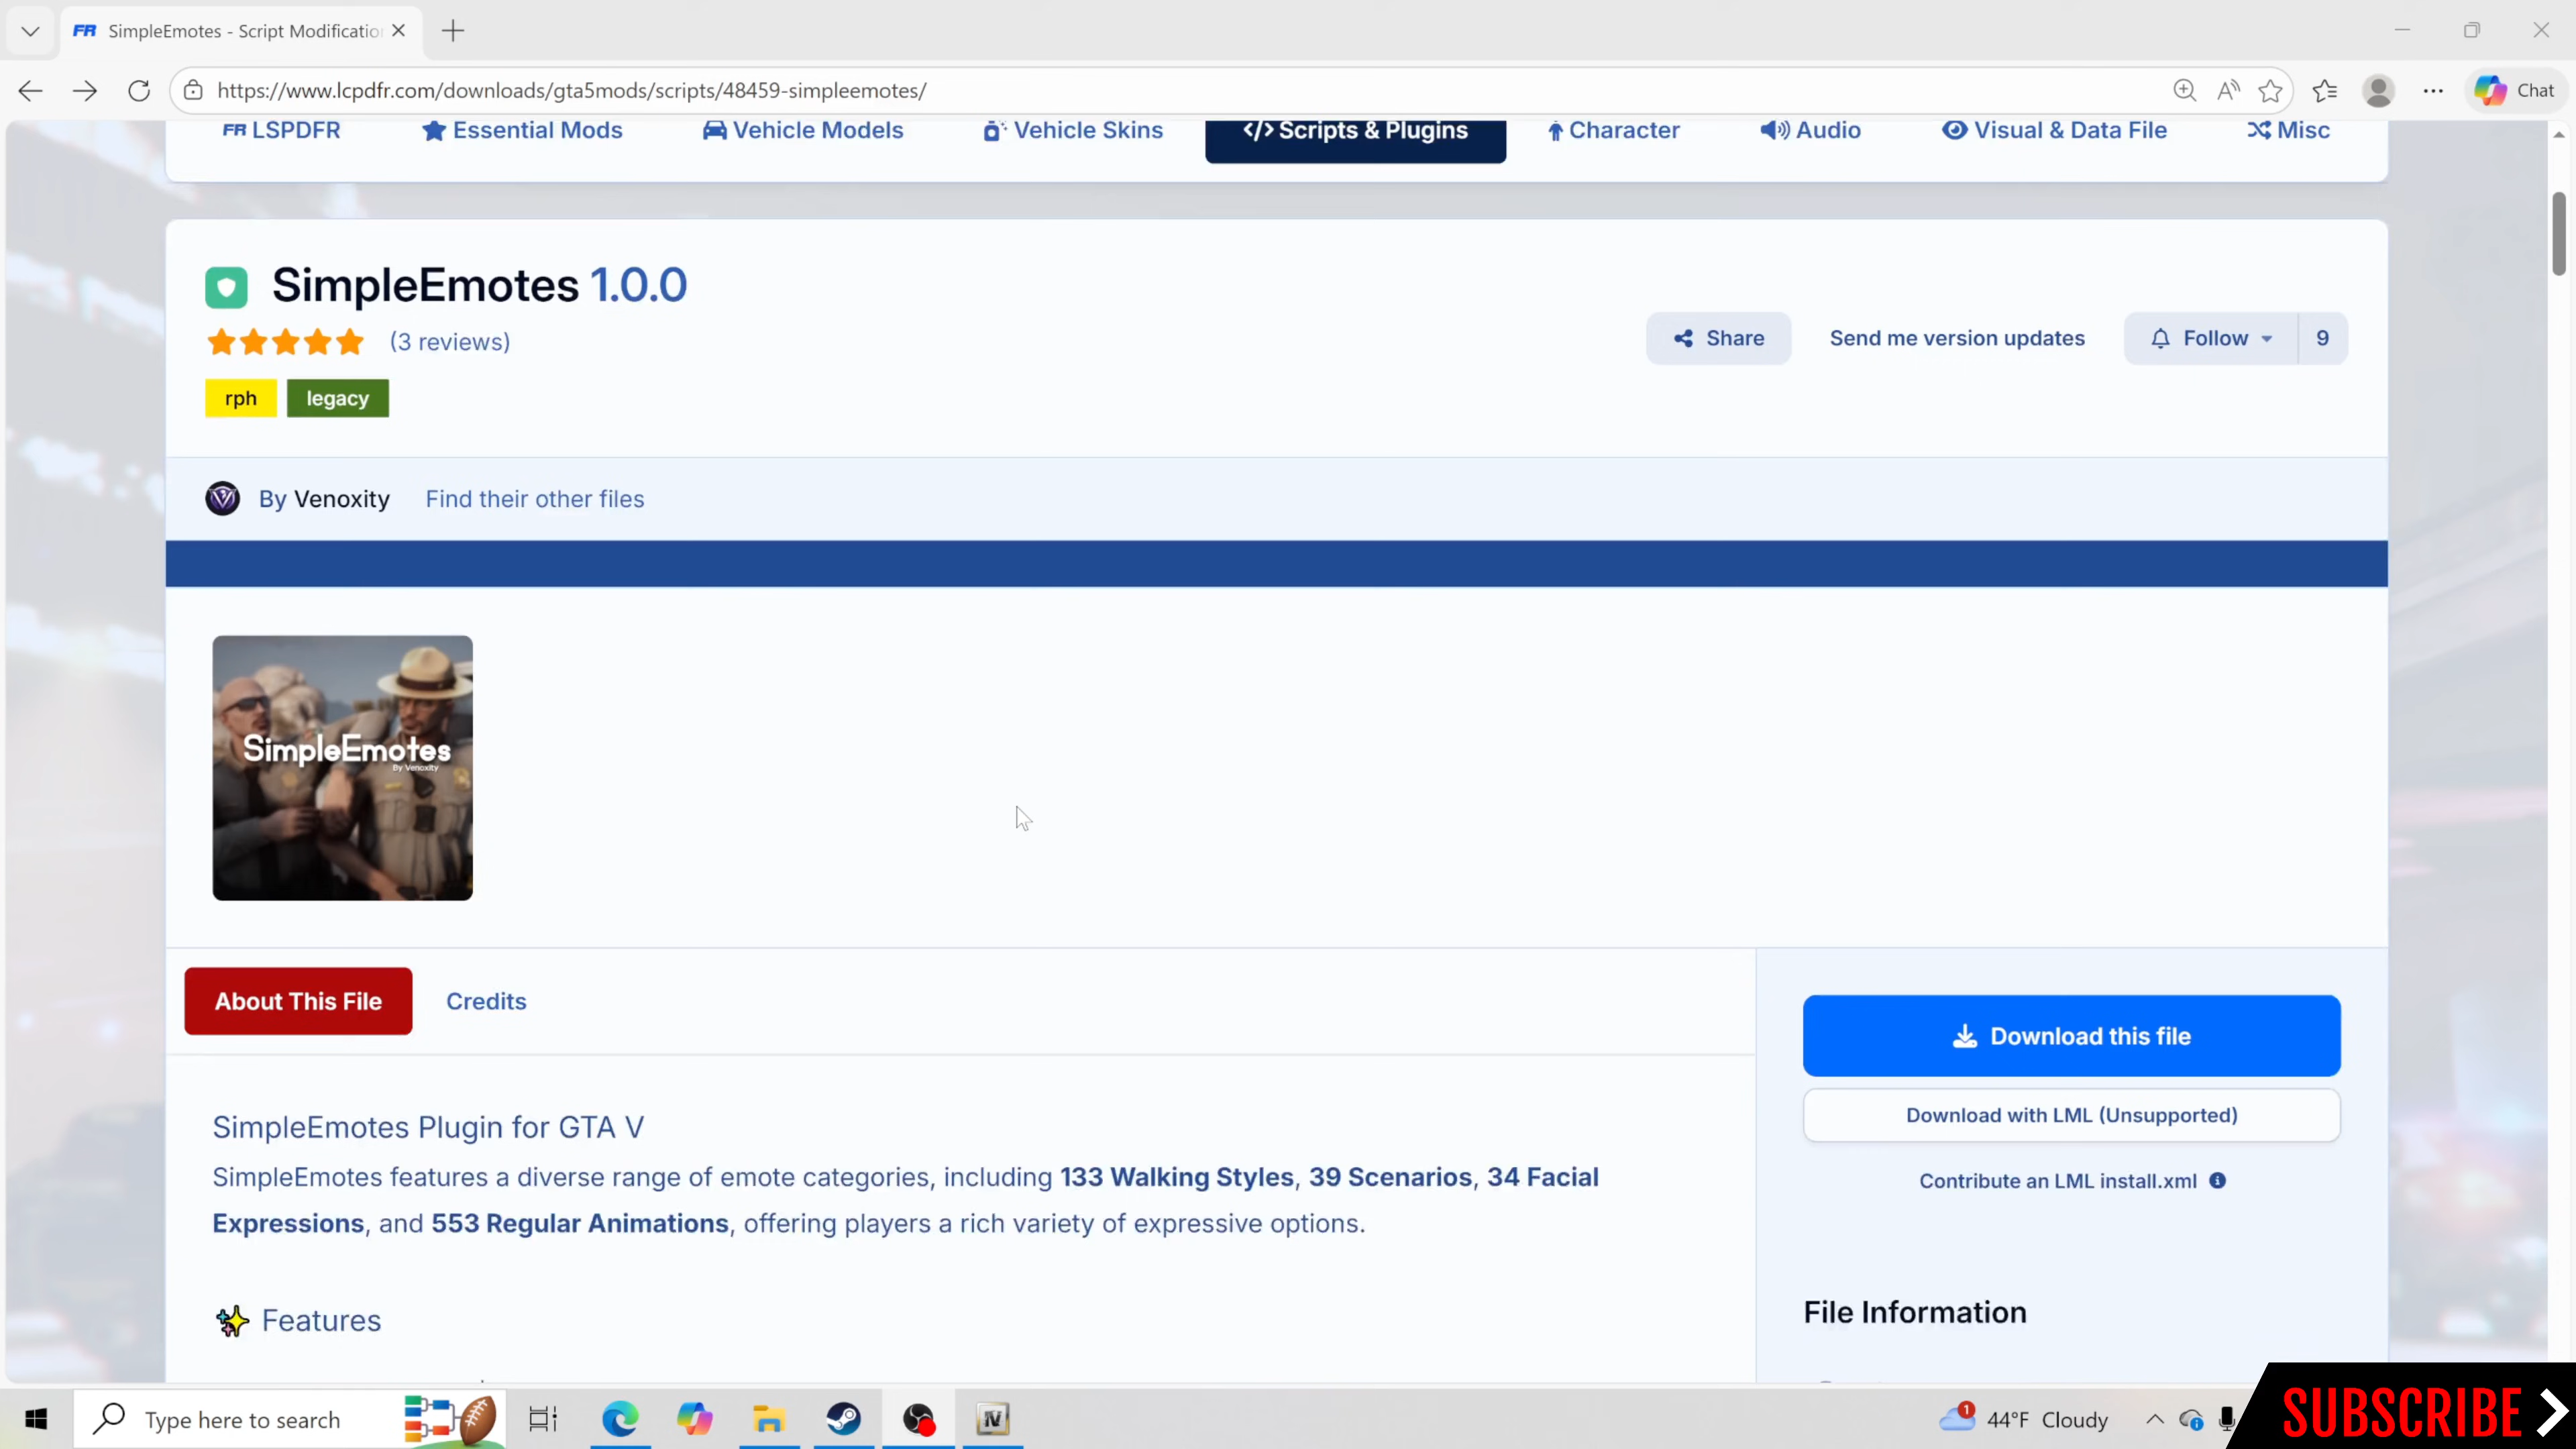 FR SimpleEmotes - Script Modificatio
https://www.lcpdfr.com/downloads/gta5mods/scripts/48459-simpleemotes/
Chat
FR LSPDFR Essential Mods Vehicle Models Vehicle Skins </> Scripts & Plugins Character Audio Visual & Data File Misc
SimpleEmotes 1.0.0
(3 reviews)
Share Send me version updates Follow 9
rph legacy
By Venoxity Find their other files
SimpleEmotes
By Venoxity
About This File Credits
Download this file
Download with LML (Unsupported)
Contribute an LML install.xml
SimpleEmotes Plugin for GTA V
SimpleEmotes features a diverse range of emote categories, including 133 Walking Styles, 39 Scenarios, 34 Facial
Expressions, and 553 Regular Animations, offering players a rich variety of expressive options.
Features
File Information
Type here to search
1
44°F Cloudy
IV
SUBSCRIBE